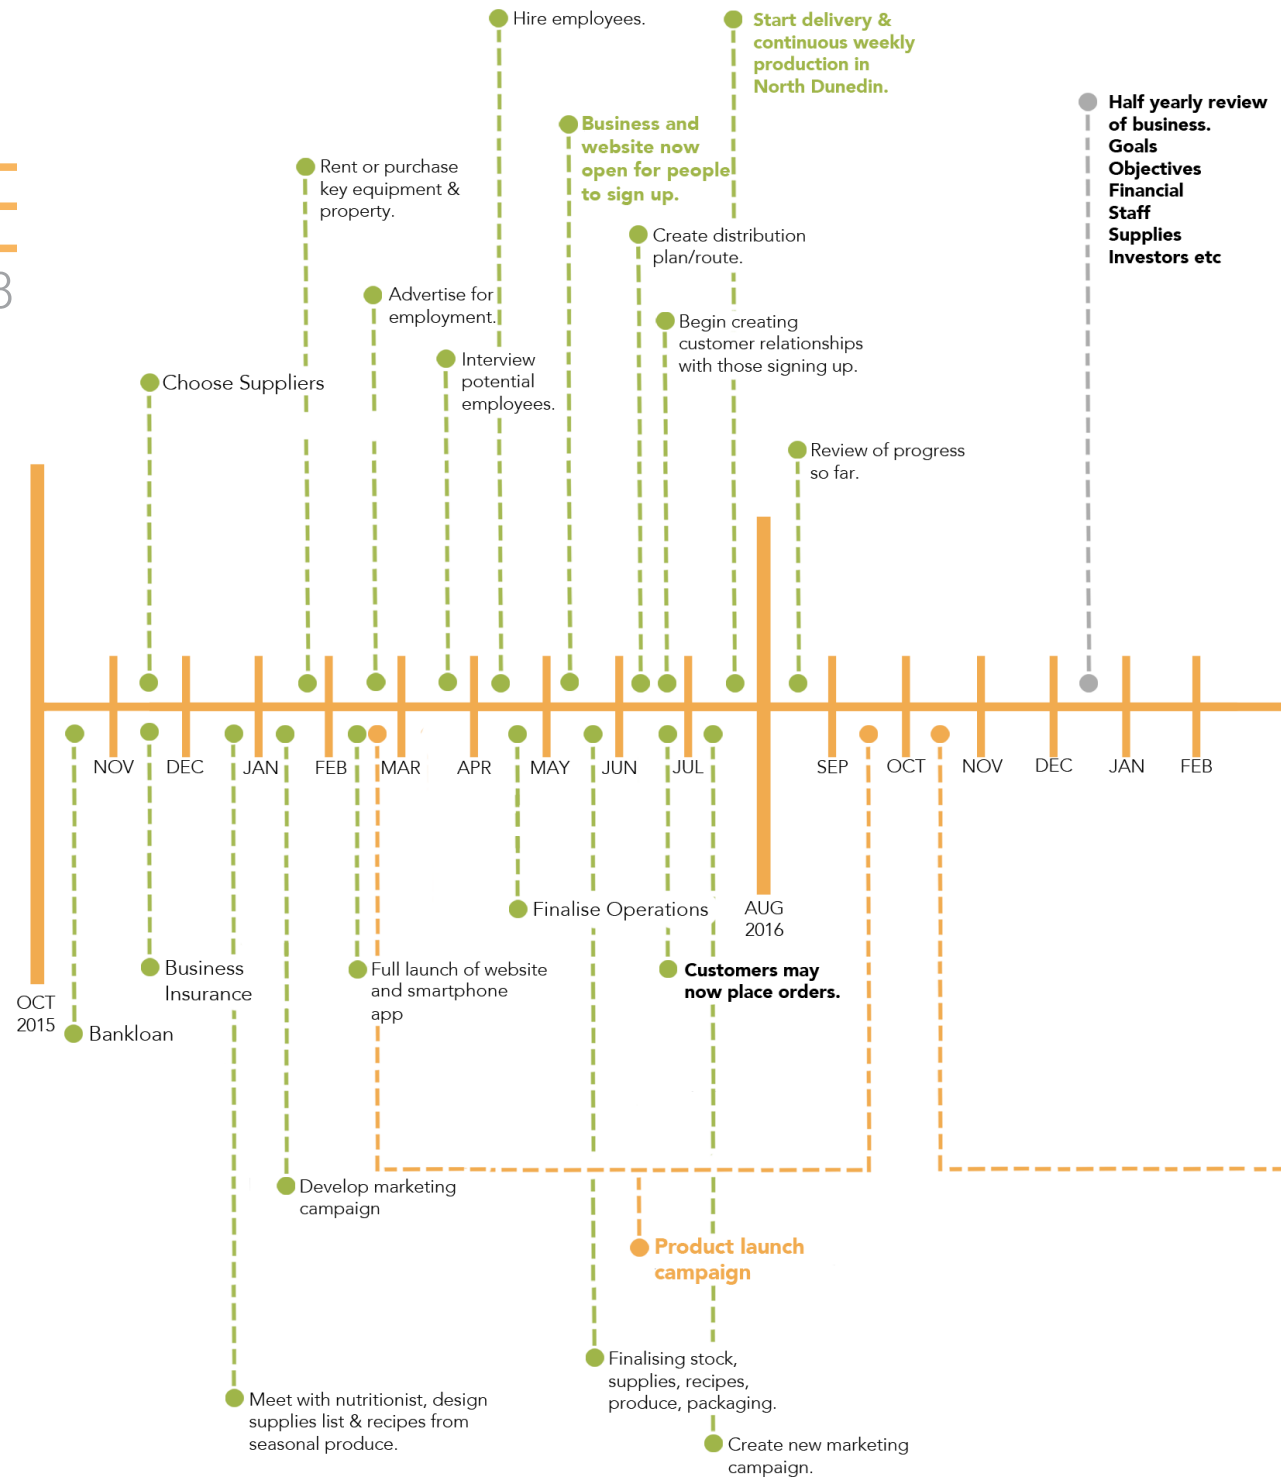 Hire employees.
Start delivery &
continuous weekly
production in
North Dunedin.
Half yearly review
of business.
Goals
Objectives
Financial
Staff
Supplies
Investors etc
Business and
website now
open for people
to sign up.
Rent or purchase
key equipment &
property.
Create distribution
plan/route.
Advertise for
employment.
Begin creating
customer relationships
with those signing up.
Interview
potential
employees.
Choose Suppliers
Review of progress
so far.
NOV DEC JAN FEB MAR APR MAY JUN JUL SEP OCT NOV DEC JAN FEB
AUG
2016
OCT
2015
Finalise Operations
Business
Insurance
Full launch of website
and smartphone
app
Customers may
now place orders.
Bankloan
Develop marketing
campaign
Product launch
campaign
Finalising stock,
supplies, recipes,
produce, packaging.
Meet with nutritionist, design
supplies list & recipes from
seasonal produce.
Create new marketing
campaign.